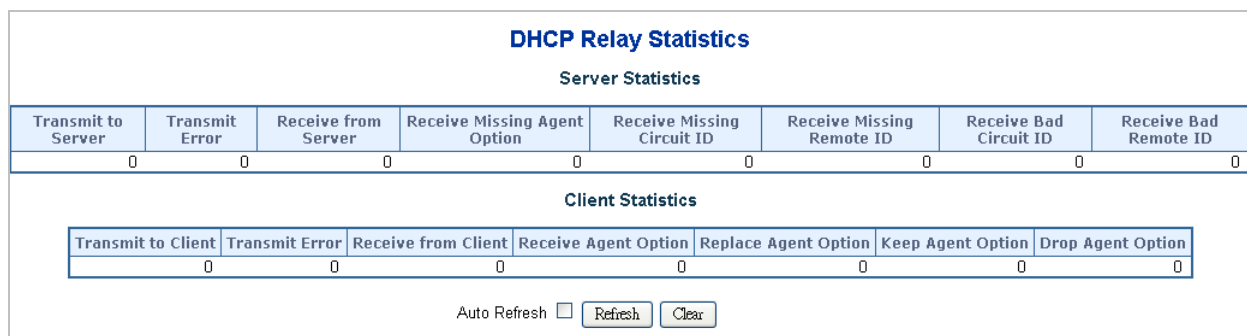 DHCP Relay Statistics
Server Statistics
Transmit to Server Transmit Error Receive from Server Receive Missing Agent Option Receive Missing Circuit ID Receive Missing Remote ID Receive Bad Circuit ID Receive Bad Remote ID
0 0 0 0 0 0 0 0
Client Statistics
Transmit to Client Transmit Error Receive from Client Receive Agent Option Replace Agent Option Keep Agent Option Drop Agent Option
0 0 0 0 0 0 0
Auto Refresh Refresh Clear